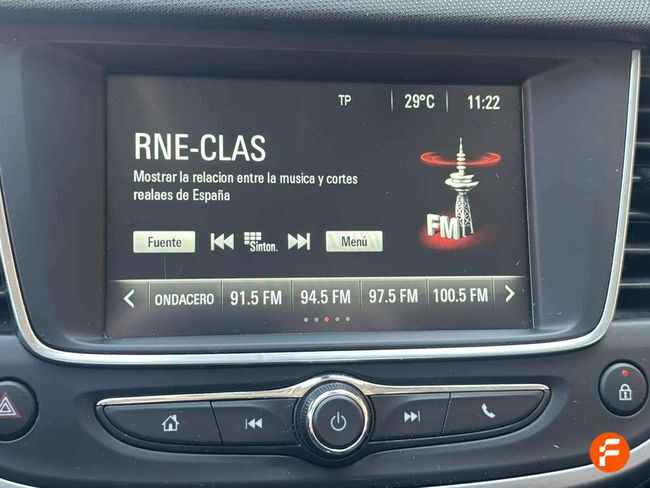 TP 29°C 11:22
RNE-CLAS
Mostrar la relacion entre la musica y cortes
realaes de España
FM
Fuente Sinton. Menú
ONDACERO 91.5 FM 94.5 FM 97.5 FM 100.5 FM
F